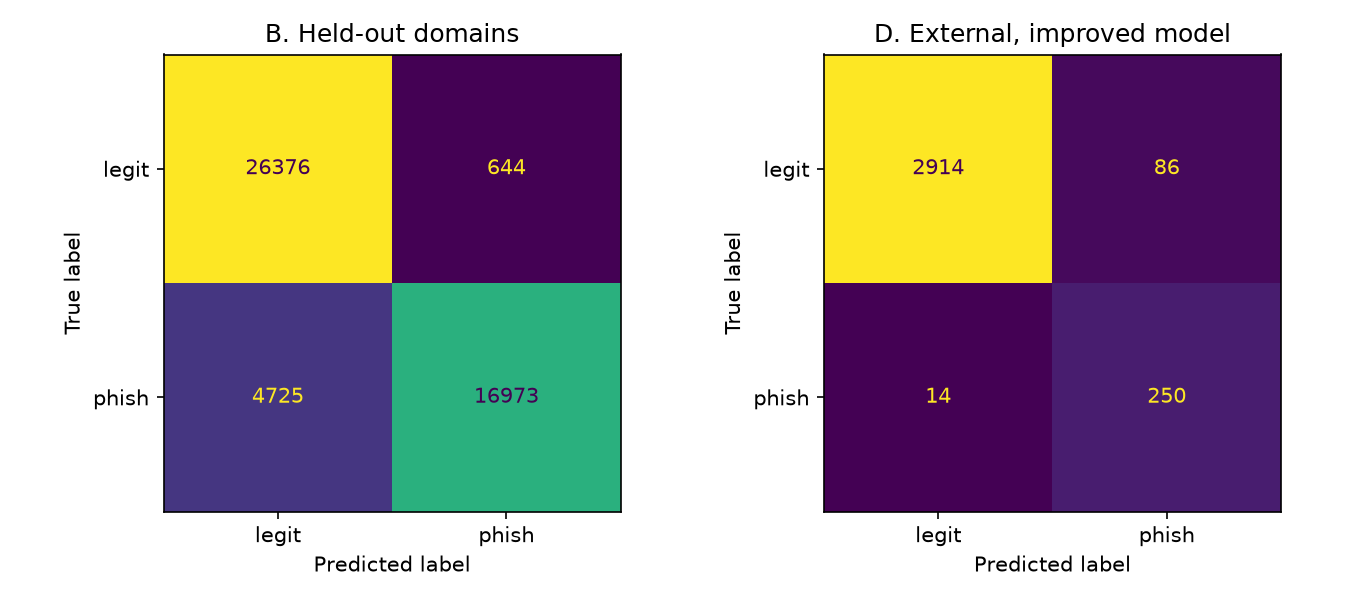 B. Held-out domains
True label
legit
26376
644
phish
4725
16973
legit
phish
Predicted label
D. External, improved model
True label
legit
2914
86
phish
14
250
legit
phish
Predicted label